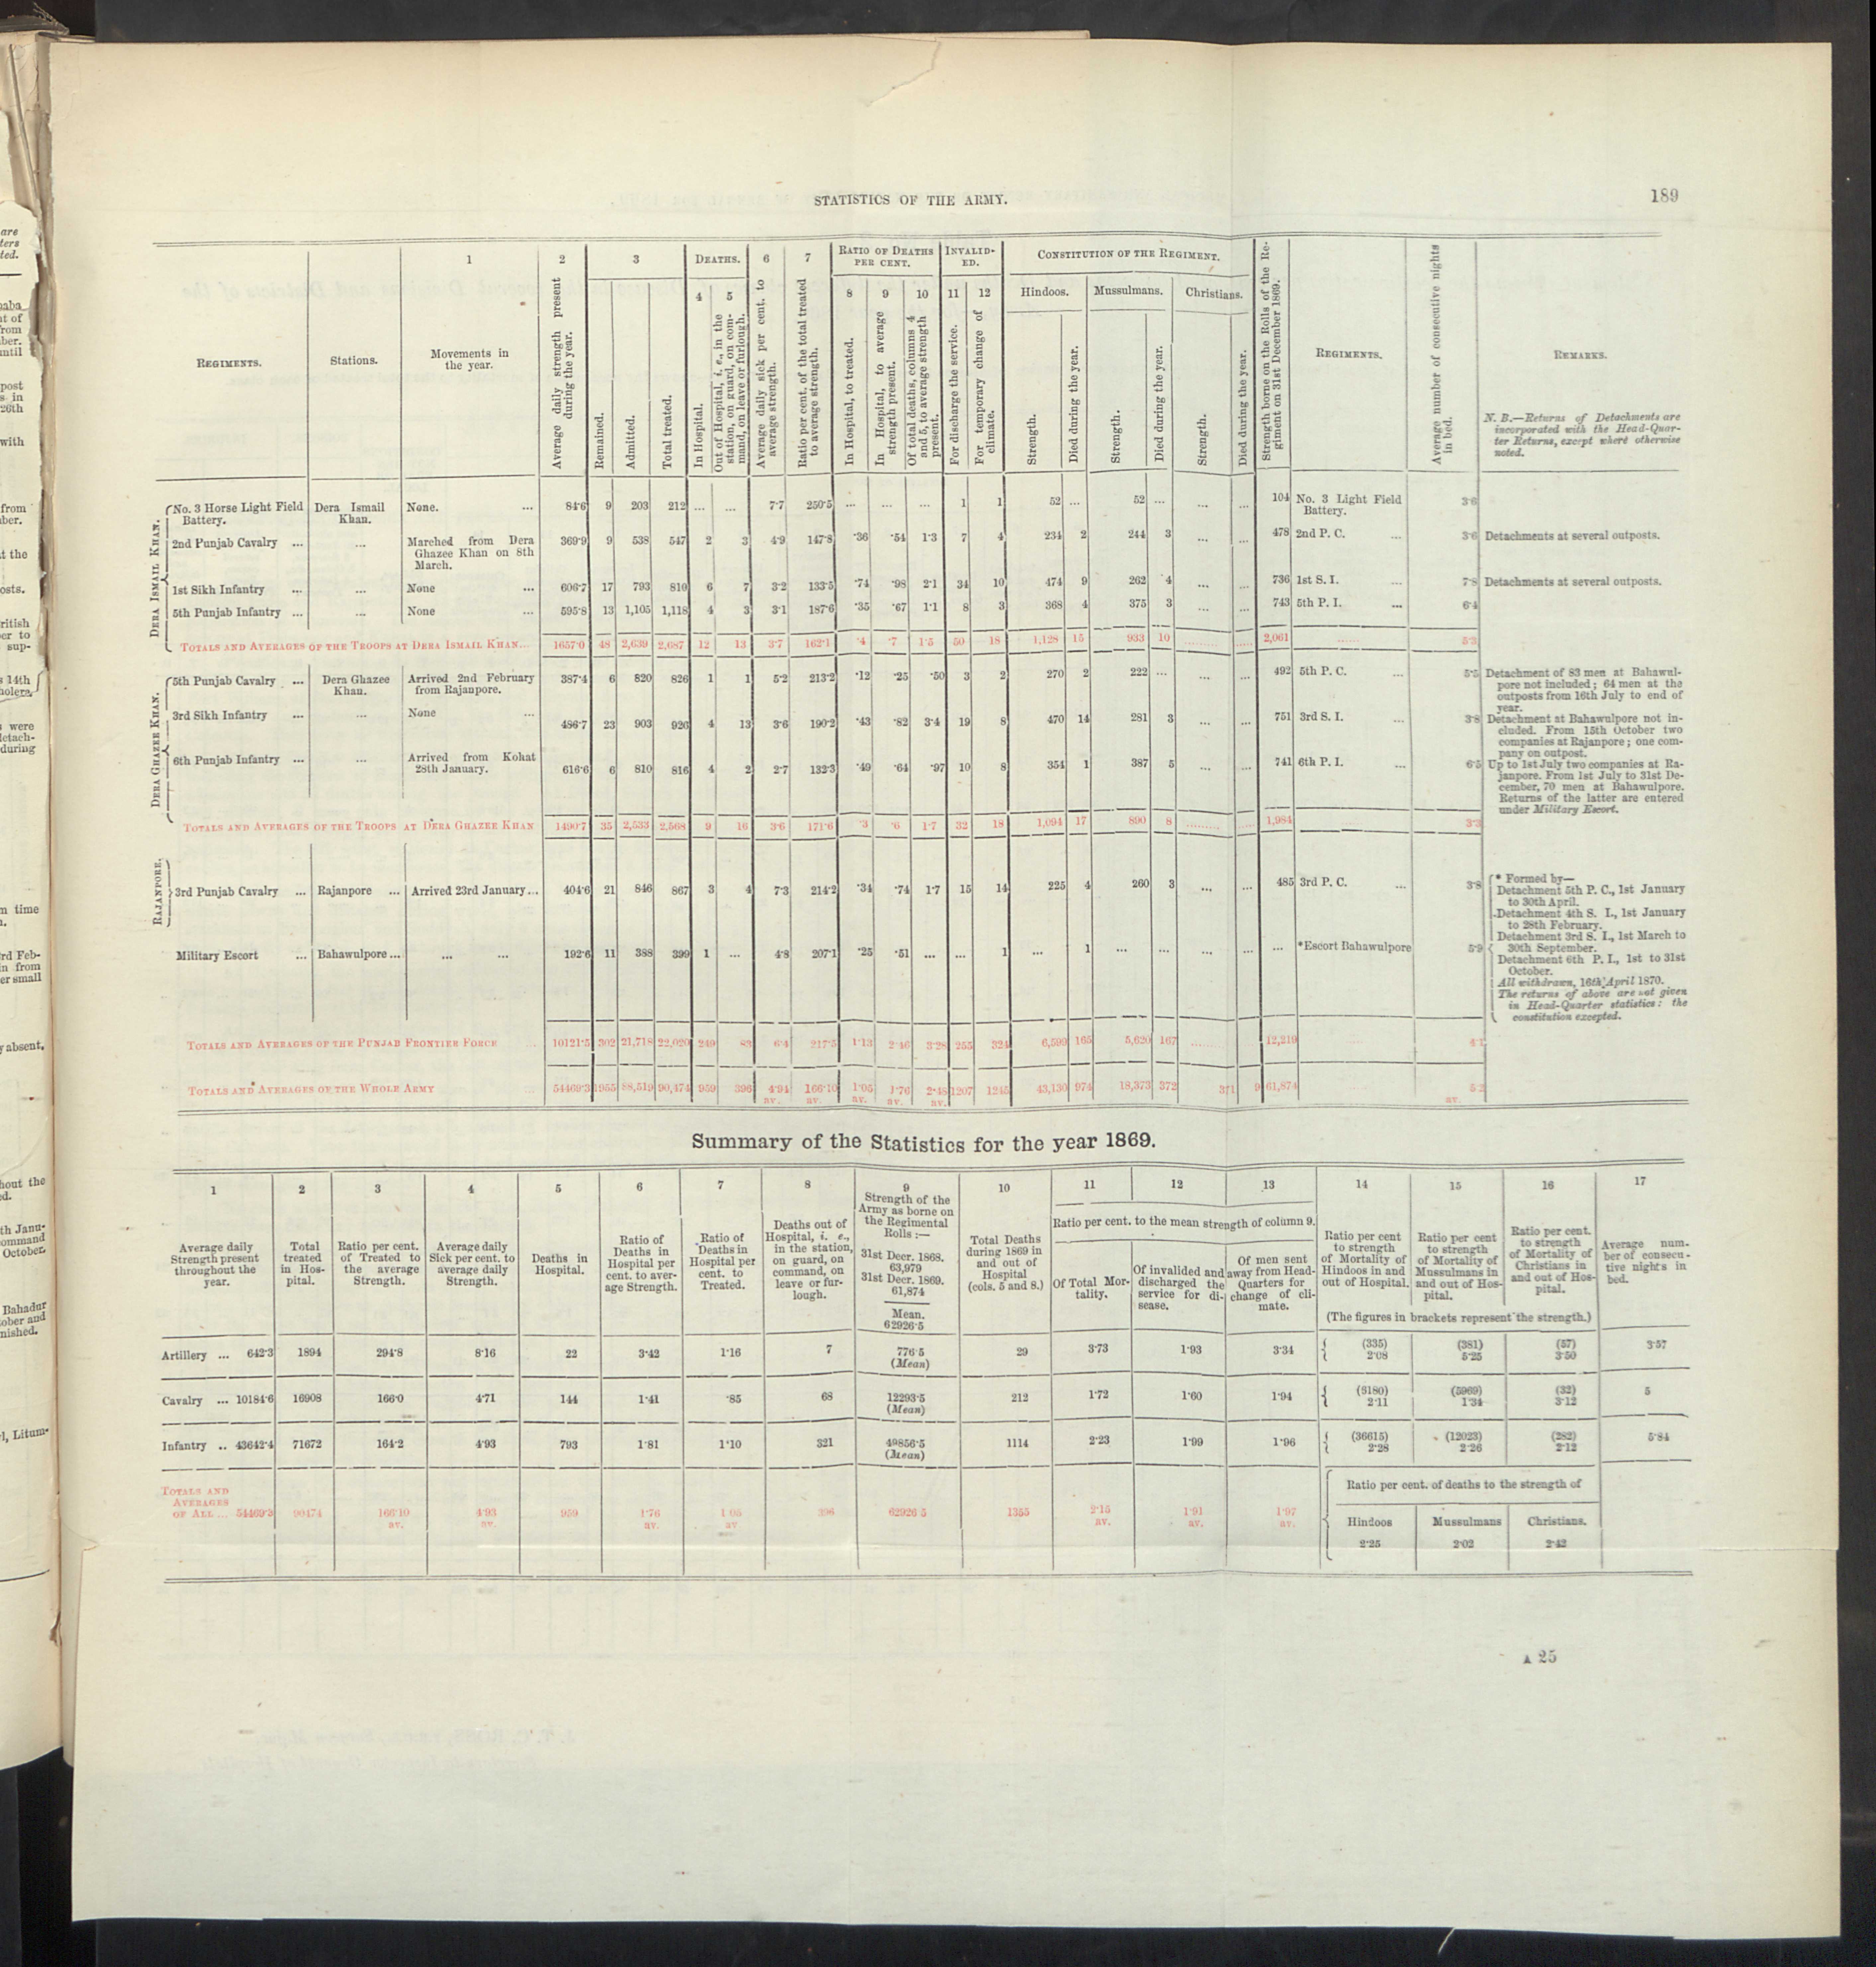 STATISTICS OF THE ARMY.
189
REGIMENTS.
Stations.
1
Movements in the year.
2
Average daily strength present during the year.
3
Remained.
Admitted.
Total treated.
DEATHS.
4
In Hospital.
5
Out of Hospital, i. e., in the station, on guard, on command, on leave or furlough.
6
Average daily sick per cent. to average strength.
7
Ratio per cent. of the total treated to average strength.
RATIO OF DEATHS PER CENT.
8
In Hospital, to treated.
9
In Hospital, to average strength present.
10
Of total deaths, columns 4 and 5, to average strength present.
INVALIDED.
11
For discharge the service.
12
For temporary change of climate.
CONSTITUTION OF THE REGIMENT.
Hindoos.
Strength.
Died during the year.
Mussulmans.
Strength.
Died during the year.
Christians.
Strength.
Died during the year.
Strength borne on the Rolls of the Regiment on 31st December 1869.
REGIMENTS.
Average number of consecutive nights in bed.
REMARKS.
N. B.—Returns of Detachments are incorporated with the Head-Quarter Returns, except where otherwise noted.
DERA ISMAIL KHAN.
No. 3 Horse Light Field Battery. Dera Ismail Khan. None. ... 84·6 9 203 212 ... ... 7·7 250·5 ... ... ... 1 1 52 ... 52 ... ... ... 104 No. 3 Light Field Battery. 3·6
2nd Punjab Cavalry ... ... Marched from Dera Ghazee Khan on 8th March. 369·9 9 538 547 2 3 4·9 147·8 ·36 ·54 1·3 7 4 234 2 244 3 ... ... 478 2nd P. C. ... 3·6 Detachments at several outposts.
1st Sikh Infantry ... ... None ... 606·7 17 793 810 6 7 3·2 133·5 ·74 ·98 2·1 34 10 474 9 262 4 ... ... 736 1st S. I. ... 7·8 Detachments at several outposts.
5th Punjab Infantry ... ... None ... 595·8 13 1,105 1,118 4 3 3·1 187·6 ·35 ·67 1·1 8 3 368 4 375 3 ... ... 743 5th P. I. ... 6·4
TOTALS AND AVERAGES OF THE TROOPS AT DERA ISMAIL KHAN... 1657·0 48 2,639 2,687 12 13 3·7 162·1 ·4 ·7 1·5 50 18 1,128 15 933 10 ......... ..... 2,061 ...... 5·3
DERA GHAZEE KHAN.
5th Punjab Cavalry ... Dera Ghazee Khan. Arrived 2nd February from Rajanpore. 387·4 6 820 826 1 1 5·2 213·2 ·12 ·25 ·50 3 2 270 2 222 ... ... ... 492 5th P. C. ... 5·5 Detachment of 83 men at Bahawulpore not included; 64 men at the outposts from 16th July to end of year.
3rd Sikh Infantry ... ... None ... 486·7 23 903 926 4 13 3·6 190·2 ·43 ·82 3·4 19 8 470 14 281 3 ... ... 751 3rd S. I. ... 3·8 Detachment at Bahawulpore not included. From 15th October two companies at Rajanpore; one company on outpost.
6th Punjab Infantry ... ... Arrived from Kohat 28th January. 616·6 6 810 816 4 2 2·7 132·3 ·49 ·64 ·97 10 8 354 1 387 5 ... ... 741 6th P. I. ... 6·5 Up to 1st July two companies at Rajanpore. From 1st July to 31st December, 70 men at Bahawulpore. Returns of the latter are entered under Military Escort.
TOTALS AND AVERAGES OF THE TROOPS AT DERA GHAZEE KHAN 1490·7 35 2,533 2,568 9 16 3·6 171·6 ·3 ·6 1·7 32 18 1,094 17 890 8 ......... ..... 1,984 3·3
RAJANPORE.
3rd Punjab Cavalry ... Rajanpore ... Arrived 23rd January... 404·6 21 846 867 3 4 7·3 214·2 ·34 ·74 1·7 15 14 225 4 260 3 ... ... 485 3rd P. C. ... 3·8
Military Escort ... Bahawulpore... ... ... 192·6 11 388 399 1 ... 4·8 207·1 ·25 ·51 ... ... 1 ... 1 ... ... ... ... ... *Escort Bahawulpore 5·9
* Formed by—
Detachment 5th P. C., 1st January to 30th April.
Detachment 4th S. I., 1st January to 28th February.
Detachment 3rd S. I., 1st March to 30th September.
Detachment 6th P. I., 1st to 31st October.
All withdrawn, 16th April 1870.
The returns of above are not given in Head-Quarter statistics: the constitution excepted.
TOTALS AND AVERAGES OF THE PUNJAB FRONTIER FORCE 10121·5 302 21,718 22,020 249 83 6·4 217·5 1·13 2·46 3·28 255 324 6,599 165 5,620 167 ....... 12,219 4·1
TOTALS AND AVERAGES OF THE WHOLE ARMY 54469·3 1955 88,519 90,474 959 396 4·94 av. 166·10 av. 1·05 av. 1·76 av. 2·48 av. 1207 1245 43,130 974 18,373 372 371 9 61,874 5·2 av.
Summary of the Statistics for the year 1869.
1
Average daily Strength present throughout the year.
2
Total treated in Hospital.
3
Ratio per cent. of Treated to the average Strength.
4
Average daily Sick per cent. to average daily Strength.
5
Deaths in Hospital.
6
Ratio of Deaths in Hospital per cent. to average Strength.
7
Ratio of Deaths in Hospital per cent. to Treated.
8
Deaths out of Hospital, i. e., in the station, on guard, on command, on leave or furlough.
9
Strength of the Army as borne on the Regimental Rolls:—
31st Decr. 1868. 63,979
31st Decr. 1869. 61,874
Mean. 62926·5
10
Total Deaths during 1869 in and out of Hospital (cols. 5 and 8.)
11 12 13
Ratio per cent. to the mean strength of column 9.
Of Total Mortality.
Of invalided and discharged the service for disease.
Of men sent away from Head-Quarters for change of climate.
14
Ratio per cent to strength of Mortality of Hindoos in and out of Hospital.
15
Ratio per cent to strength of Mortality of Mussulmans in and out of Hospital.
16
Ratio per cent. to strength of Mortality of Christians in and out of Hospital.
(The figures in brackets represent the strength.)
17
Average number of consecutive nights in bed.
Artillery ... 642·3 1894 294·8 8·16 22 3·42 1·16 7 776·5 (Mean) 29 3·73 1·93 3·34 (335) 2·08 (381) 5·25 (57) 3·50 3·57
Cavalry ... 10184·6 16908 166·0 4·71 144 1·41 ·85 68 12293·5 (Mean) 212 1·72 1·60 1·94 (6180) 2·11 (5969) 1·34 (32) 3·12 5
Infantry .. 43642·4 71672 164·2 4·93 793 1·81 1·10 321 49856·5 (Mean) 1114 2·23 1·99 1·96 (36615) 2·28 (12023) 2·26 (282) 2·12 5·84
TOTALS AND AVERAGES OF ALL ... 54469·3 90474 166·10 av. 4·93 av. 959 1·76 av. 1·05 av 396 62926·5 1355 2·15 av. 1·91 av. 1·97 av.
Ratio per cent. of deaths to the strength of
Hindoos Mussulmans Christians.
2·25 2·02 2·42
A 25